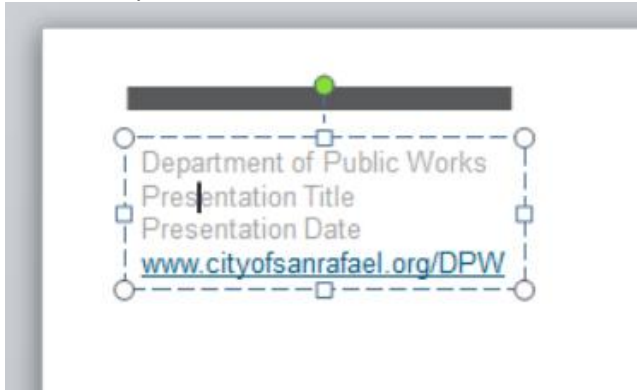 Department of Public Works
Presentation Title
Presentation Date
www.cityofsanrafael.org/DPW